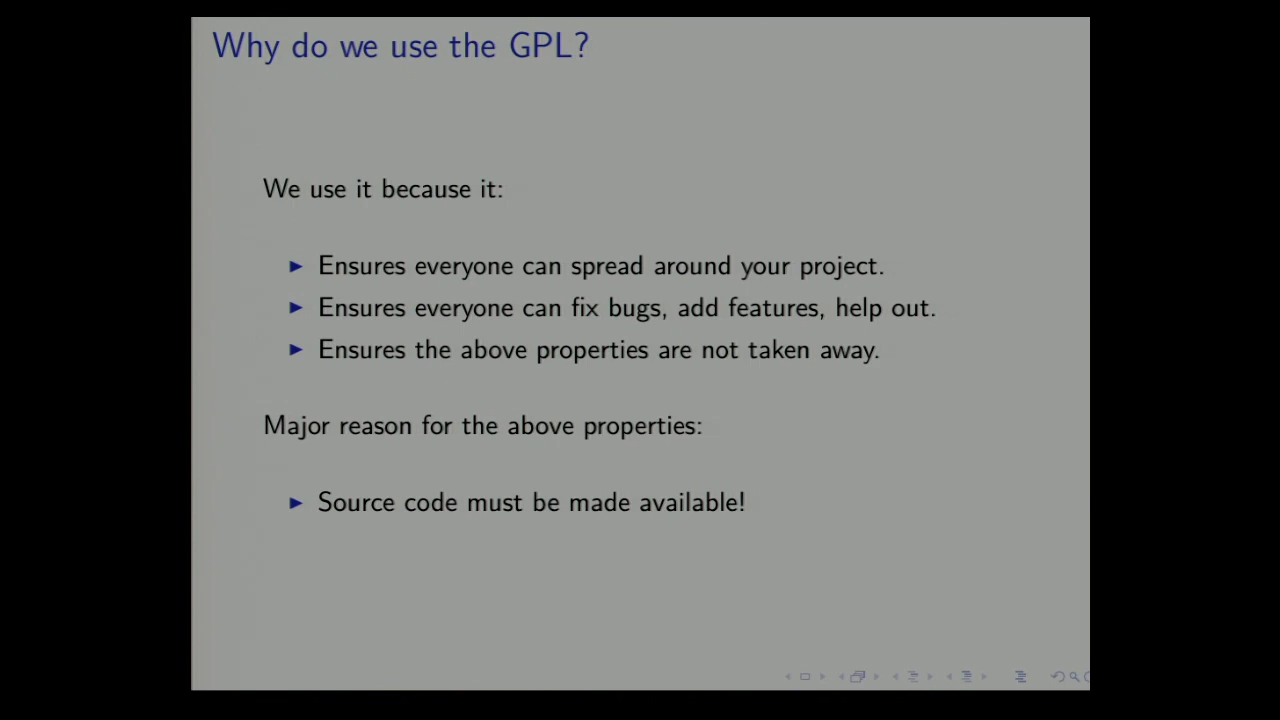 Why do we use the GPL?
We use it because it:
Ensures everyone can spread around your project.
Ensures everyone can fix bugs, add features, help out.
Ensures the above properties are not taken away.
Major reason for the above properties:
Source code must be made available!